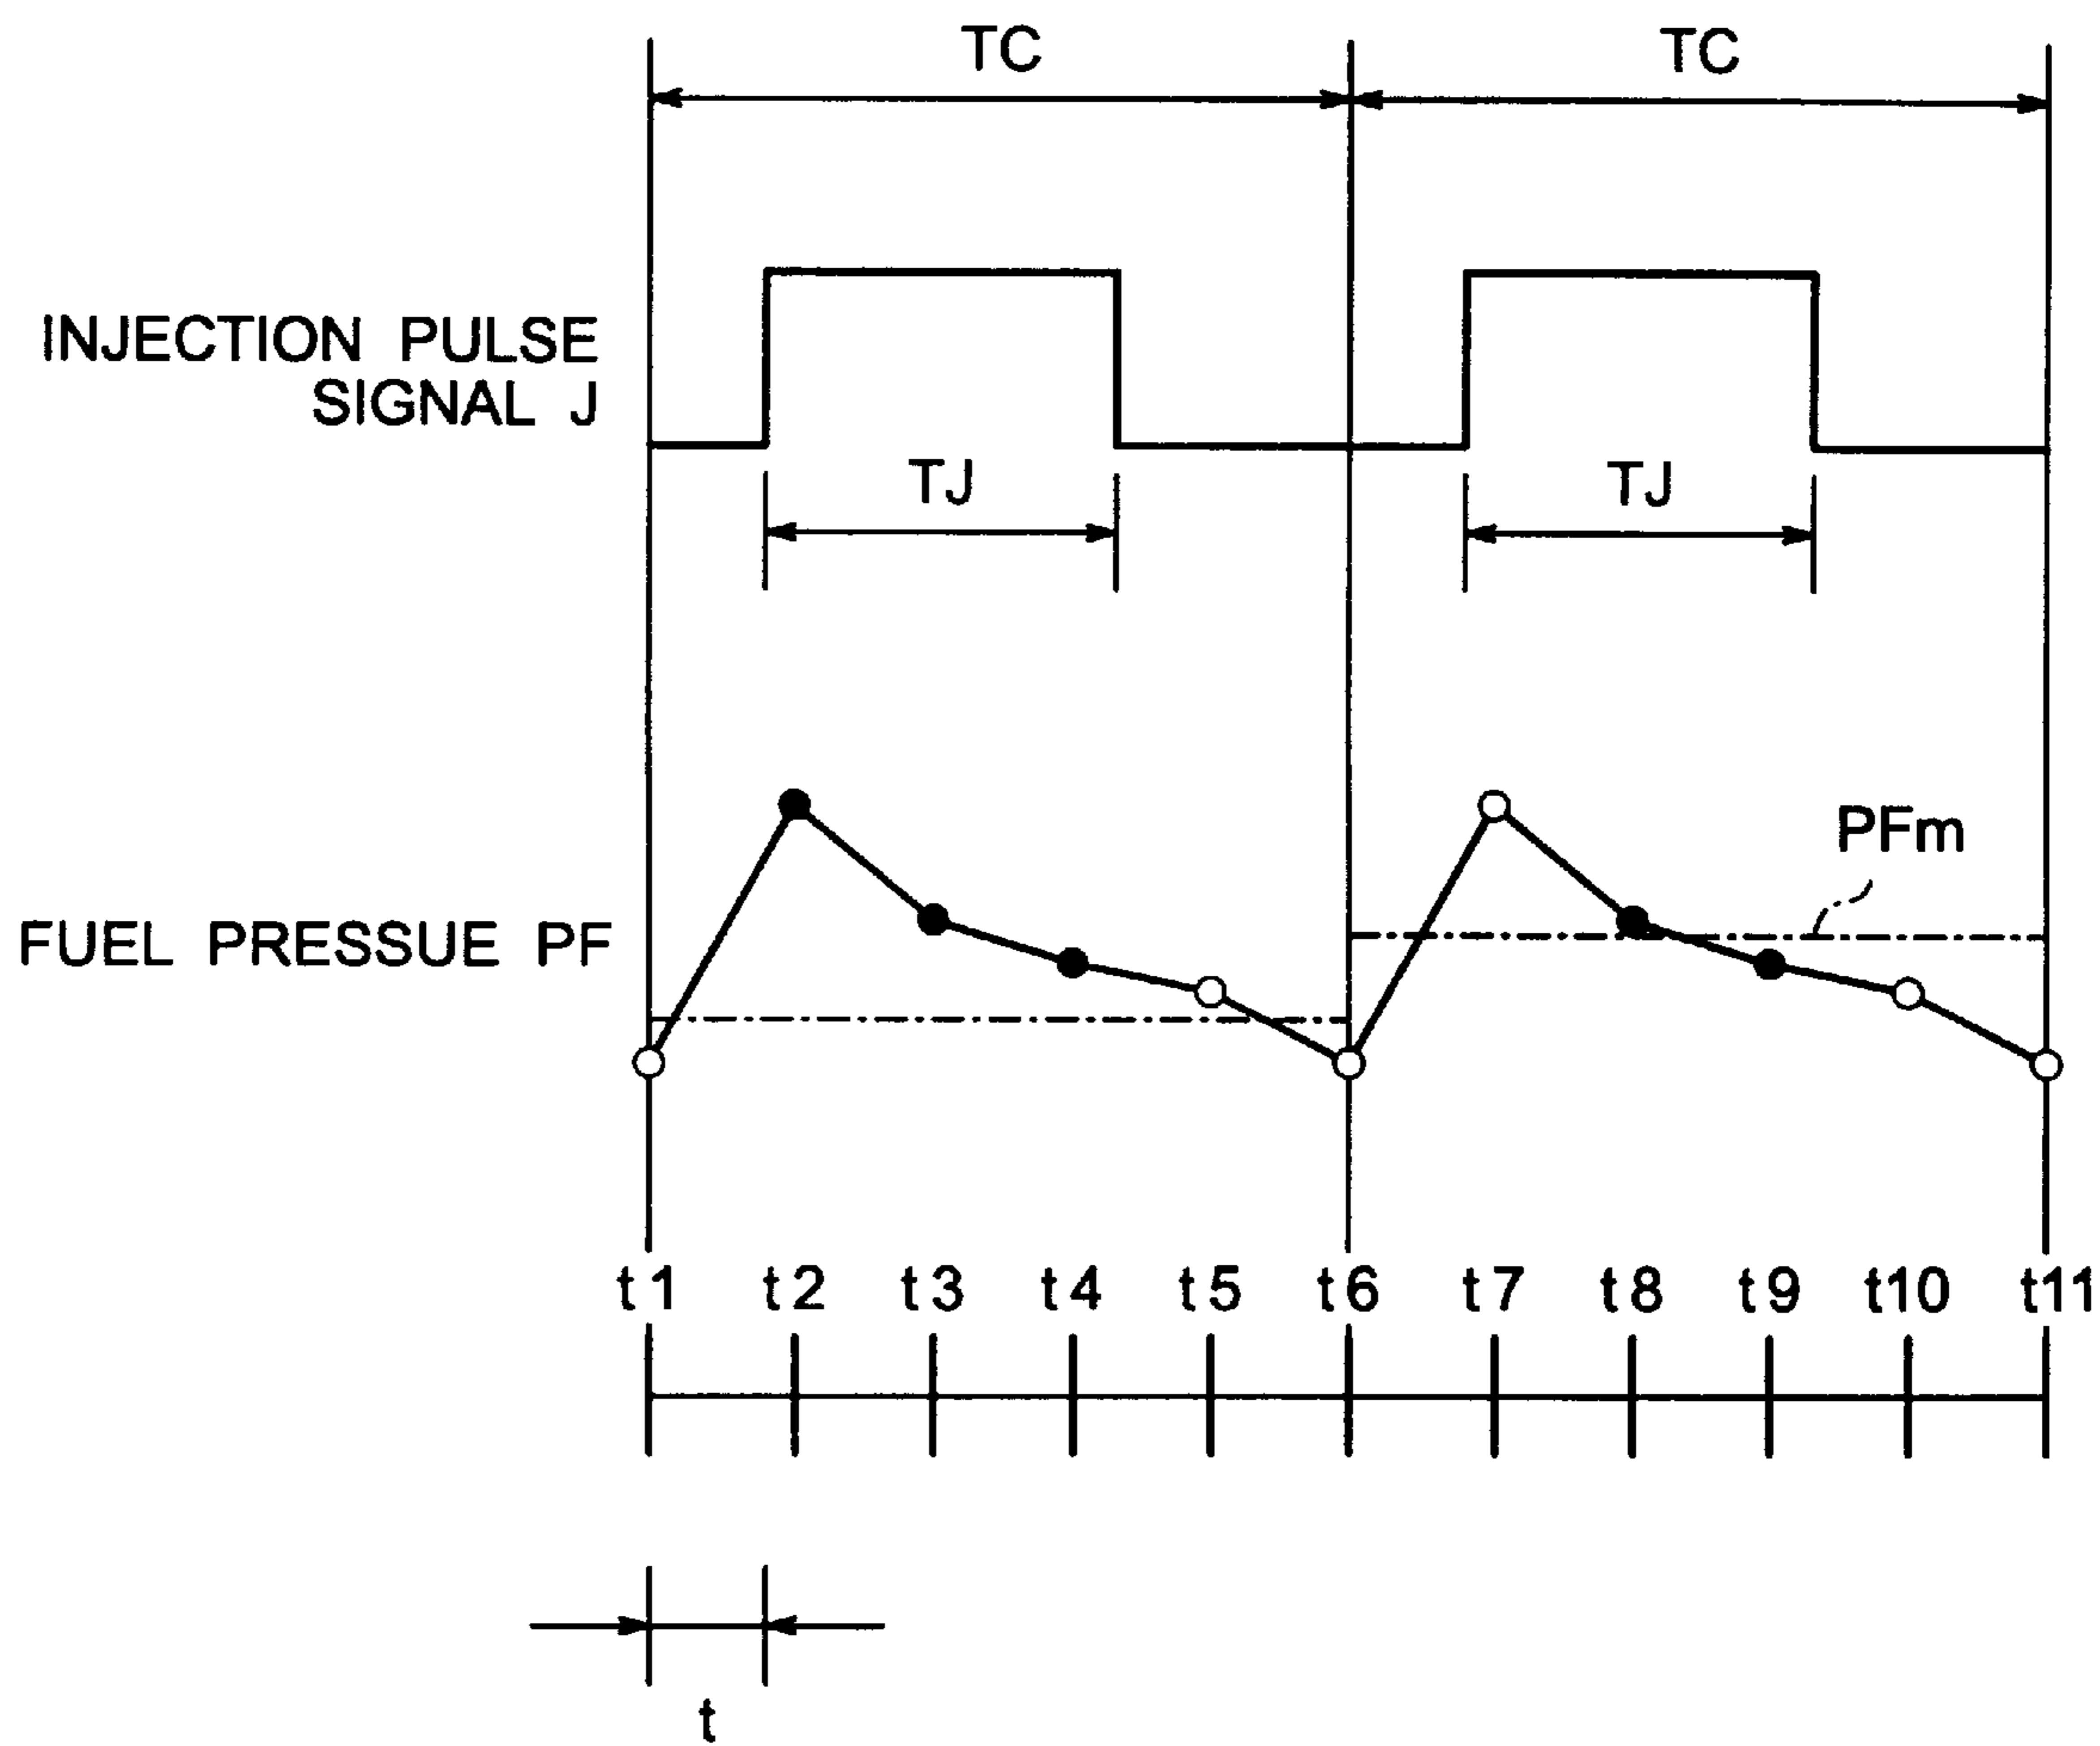 TC TC
INJECTION PULSE
SIGNAL J
TJ TJ
PFm
FUEL PRESSUE PF
t1 t2 t3 t4 t5 t6 t7 t8 t9 t10 t11
t